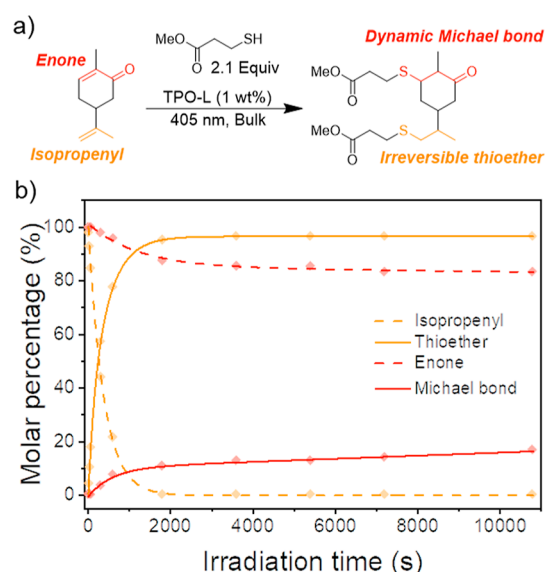 a)
Enone
Isopropenyl
O
MeO
SH
O
2.1 Equiv
TPO-L (1 wt%)
405 nm, Bulk
Dynamic Michael bond
MeO
S
O
O
MeO
S
O
Irreversible thioether
b)
Molar percentage (%)
100
80
60
40
20
0
Isopropenyl
Thioether
Enone
Michael bond
0
2000
4000
6000
8000
10000
Irradiation time (s)